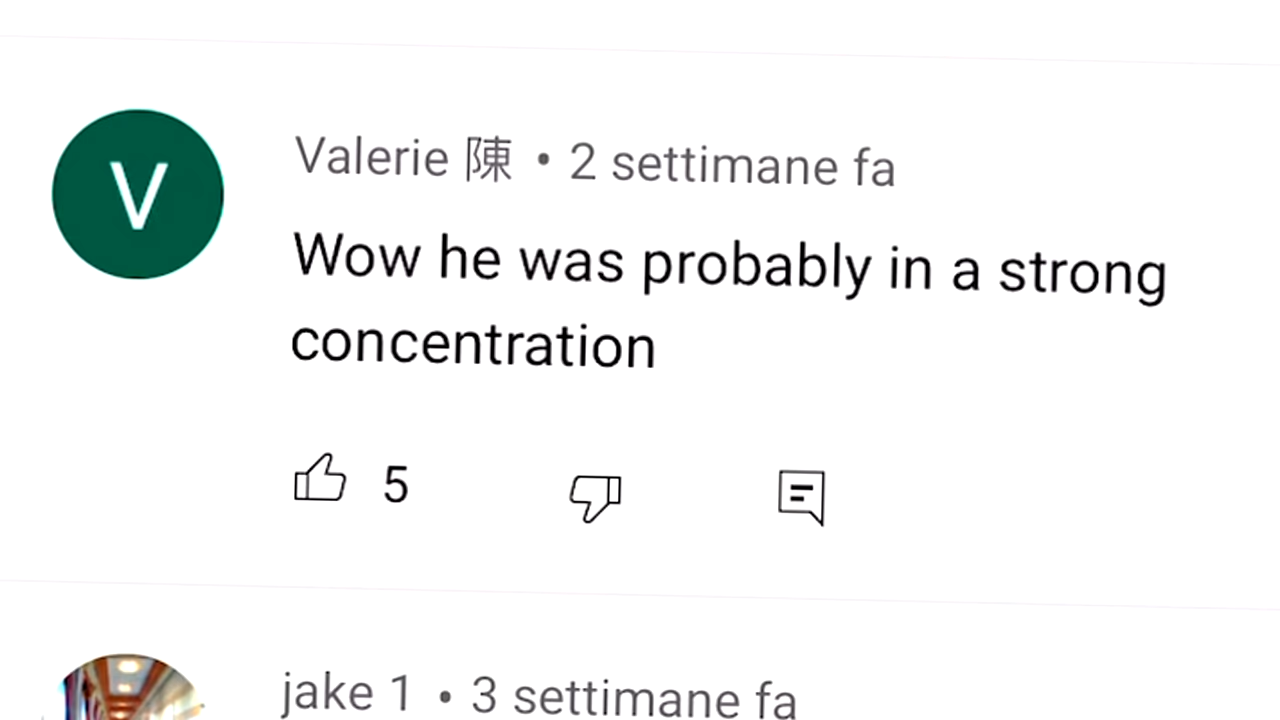 V
Valerie 陳 • 2 settimane fa
Wow he was probably in a strong
concentration
5
jake 1 • 3 settimane fa